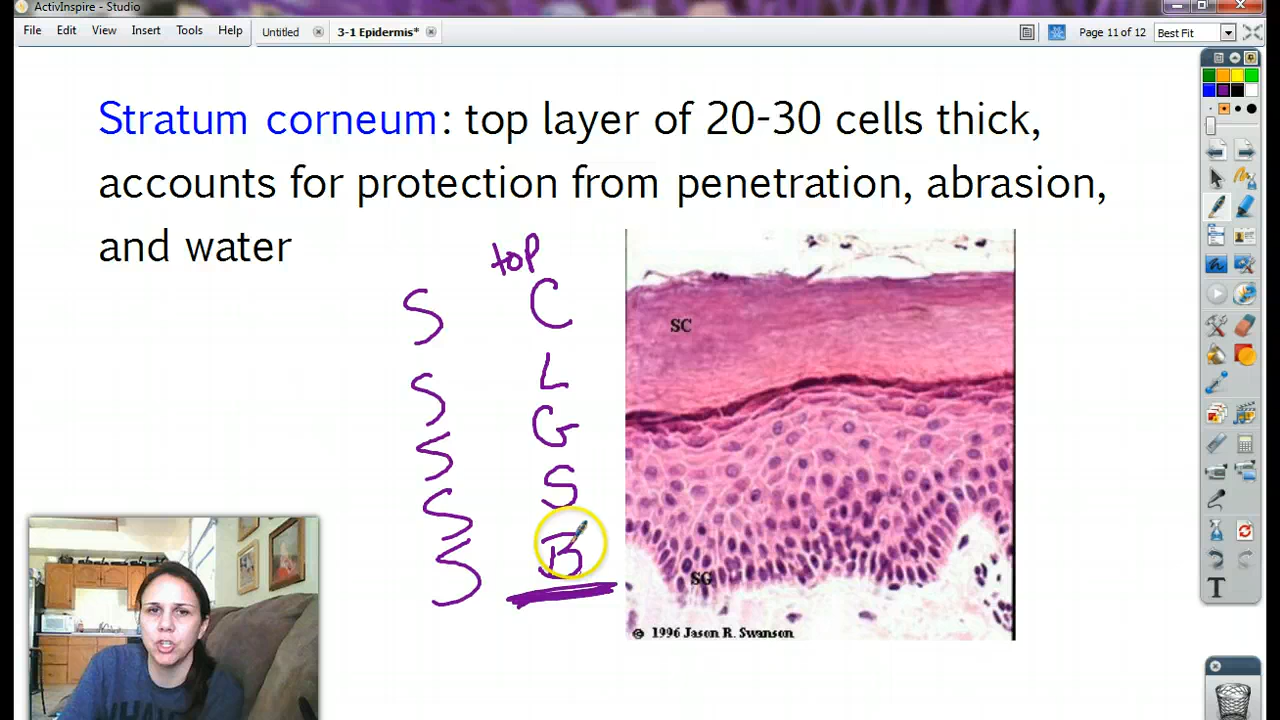 ActivInspire - Studio
File Edit View Insert Tools Help Untitled 3-1 Epidermis* Page 11 of 12 Best Fit
Stratum corneum: top layer of 20-30 cells thick,
accounts for protection from penetration, abrasion,
and water
top
S C
S L
S G
S S
S B
SC
SG
© 1996 Jason R. Swanson
T